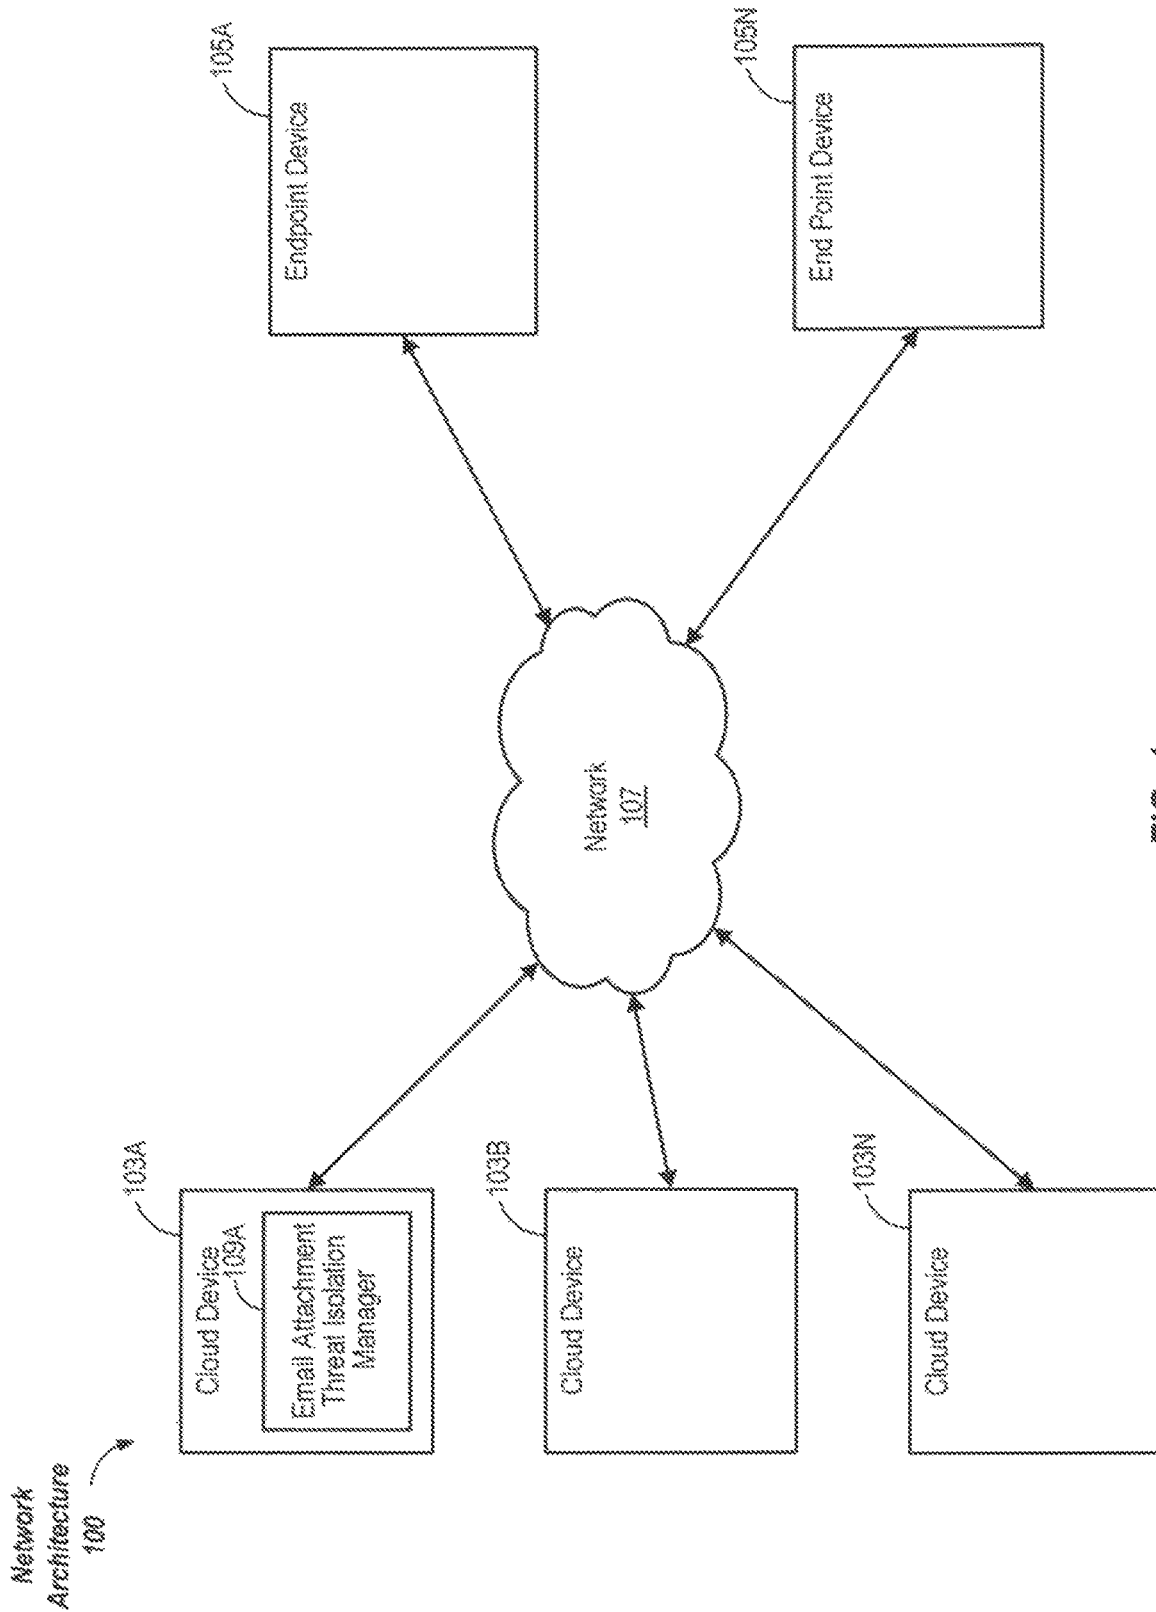 Network
Architecture
100
103A
Cloud Device
109A
Email Attachment
Threat Isolation
Manager
103B
Cloud Device
103N
Cloud Device
Network
107
105A
Endpoint Device
105N
End Point Device